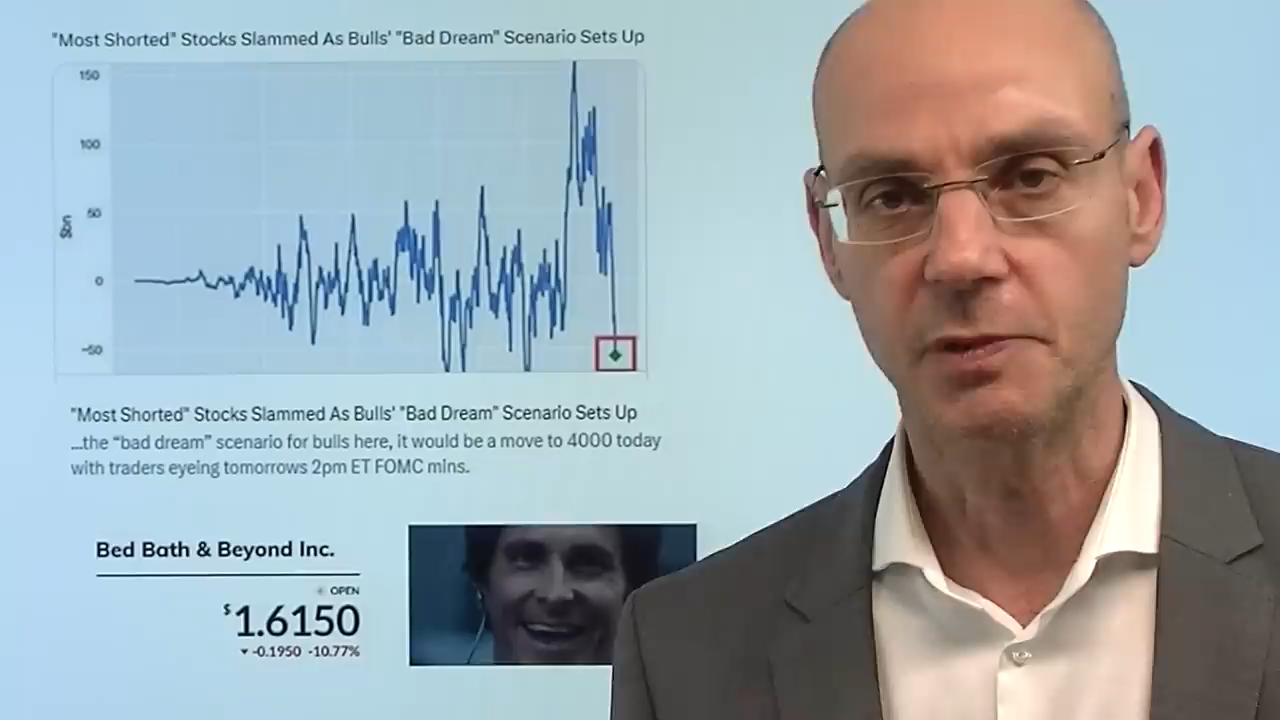 "Most Shorted" Stocks Slammed As Bulls' "Bad Dream" Scenario Sets Up
150
100
50
$bn
0
-50
"Most Shorted" Stocks Slammed As Bulls' "Bad Dream" Scenario Sets Up
...the "bad dream" scenario for bulls here, it would be a move to 4000 today
with traders eyeing tomorrows 2pm ET FOMC mins.
Bed Bath & Beyond Inc.
OPEN
$1.6150
▼ -0.1950 -10.77%